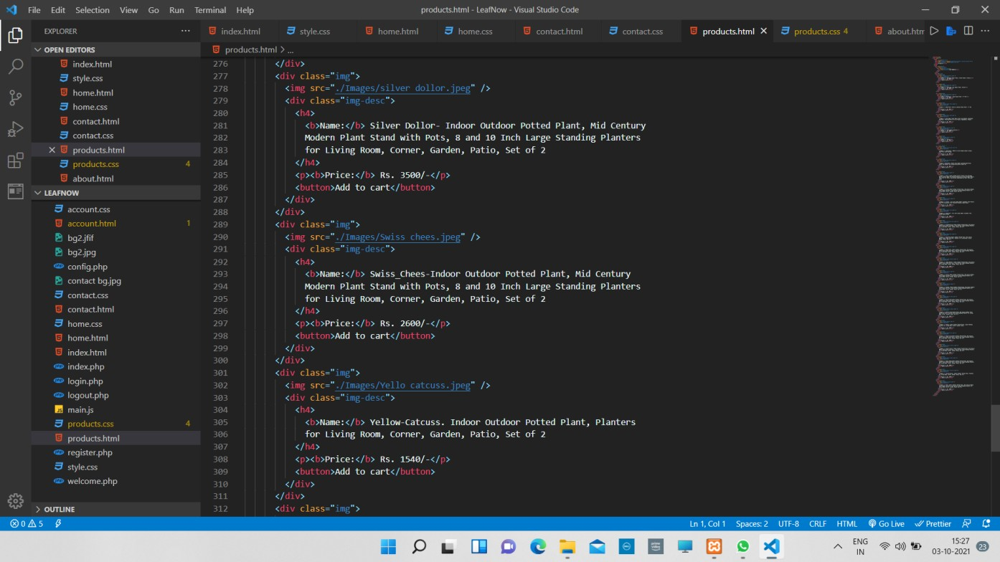 File Edit Selection View Go Run Terminal Help
products.html - LeafNow - Visual Studio Code
EXPLORER
index.html style.css home.html home.css contact.html contact.css products.html products.css 4 about.htm
OPEN EDITORS
index.html
style.css
home.html
home.css
contact.html
contact.css
products.html
products.css 4
about.html
LEAFNOW
account.css
account.html 1
bg2.jfif
bg2.jpg
config.php
contact bg.jpg
contact.css
contact.html
home.css
home.html
index.html
index.php
login.php
logout.php
main.js
products.css 4
products.html
register.php
style.css
welcome.php
OUTLINE
products.html > ...
276 </div>
277 <div class="img">
278 <img src="./Images/silver dollor.jpeg" />
279 <div class="img-desc">
280 <h4>
281 <b>Name:</b> Silver Dollor- Indoor Outdoor Potted Plant, Mid Century
282 Modern Plant Stand with Pots, 8 and 10 Inch Large Standing Planters
283 for Living Room, Corner, Garden, Patio, Set of 2
284 </h4>
285 <p><b>Price:</b> Rs. 3500/-</p>
286 <button>Add to cart</button>
287 </div>
288 </div>
289 <div class="img">
290 <img src="./Images/Swiss chees.jpeg" />
291 <div class="img-desc">
292 <h4>
293 <b>Name:</b> Swiss_Chees-Indoor Outdoor Potted Plant, Mid Century
294 Modern Plant Stand with Pots, 8 and 10 Inch Large Standing Planters
295 for Living Room, Corner, Garden, Patio, Set of 2
296 </h4>
297 <p><b>Price:</b> Rs. 2600/-</p>
298 <button>Add to cart</button>
299 </div>
300 </div>
301 <div class="img">
302 <img src="./Images/Yello catcuss.jpeg" />
303 <div class="img-desc">
304 <h4>
305 <b>Name:</b> Yellow-Catcuss. Indoor Outdoor Potted Plant, Planters
306 for Living Room, Corner, Garden, Patio, Set of 2
307 </h4>
308 <p><b>Price:</b> Rs. 1540/-</p>
309 <button>Add to cart</button>
310 </div>
311 </div>
312 <div class="img">
0 5
Ln 1, Col 1 Spaces: 2 UTF-8 CRLF HTML Go Live Prettier
ENG
IN
15:27
03-10-2021
23